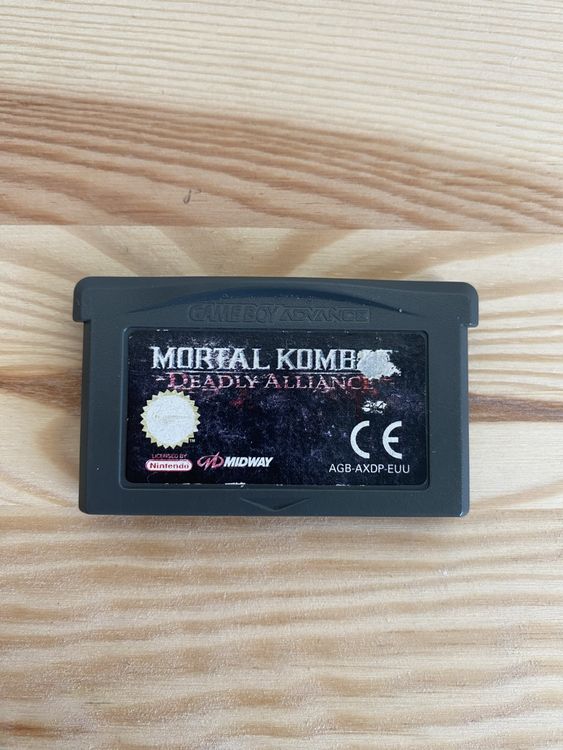 GAME BOY ADVANCE
MORTAL KOMB
DEADLY ALLIANCE
LICENSED BY
Nintendo
MIDWAY
CE
AGB-AXDP-EUU